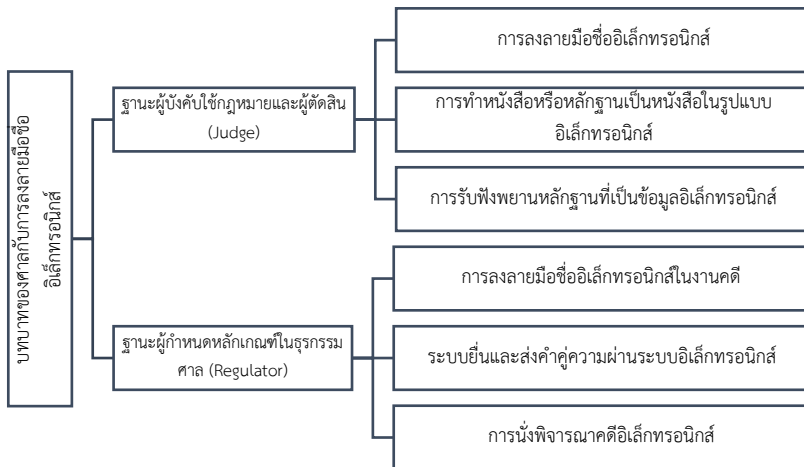 บทบาทของศาลกับการลงลายมือชื่อ
อิเล็กทรอนิกส์
ฐานะผู้บังคับใช้กฎหมายและผู้ตัดสิน
(Judge)
การลงลายมือชื่ออิเล็กทรอนิกส์
การทำหนังสือหรือหลักฐานเป็นหนังสือในรูปแบบ
อิเล็กทรอนิกส์
การรับฟังพยานหลักฐานที่เป็นข้อมูลอิเล็กทรอนิกส์
ฐานะผู้กำหนดหลักเกณฑ์ในธุรกรรม
ศาล (Regulator)
การลงลายมือชื่ออิเล็กทรอนิกส์ในงานคดี
ระบบยื่นและส่งคำคู่ความผ่านระบบอิเล็กทรอนิกส์
การนั่งพิจารณาคดีอิเล็กทรอนิกส์